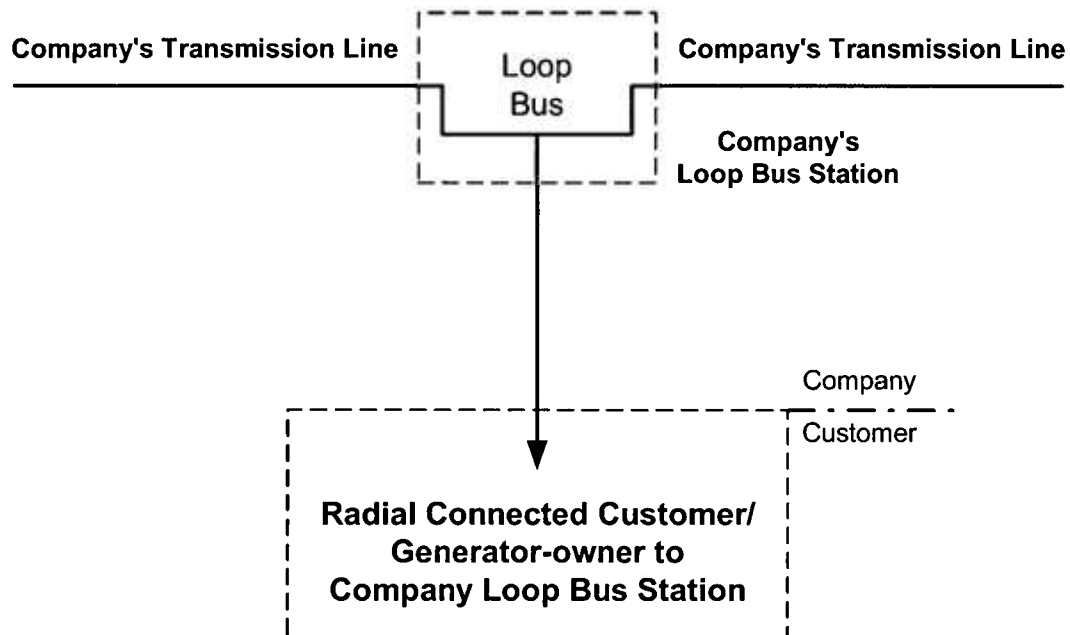 Company's Transmission Line
Company's Transmission Line
Loop
Bus
Company's
Loop Bus Station
Company
Customer
Radial Connected Customer/
Generator-owner to
Company Loop Bus Station